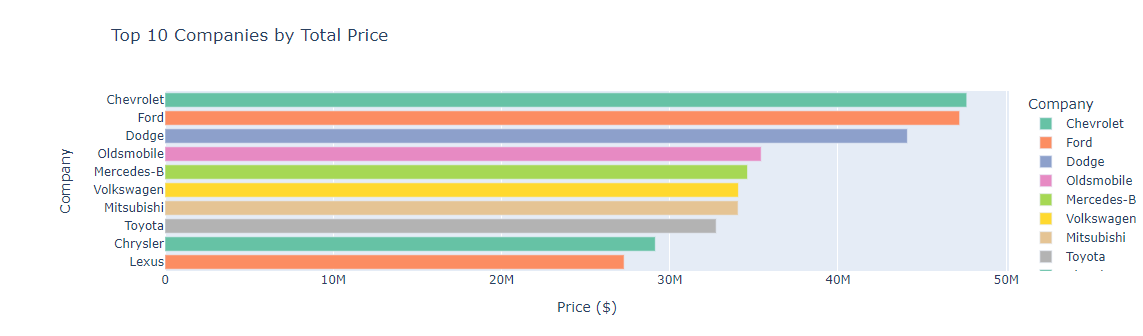 Top 10 Companies by Total Price
Company
Chevrolet
Ford
Dodge
Oldsmobile
Mercedes-B
Volkswagen
Mitsubishi
Toyota
Chrysler
Lexus
0 10M 20M 30M 40M 50M
Price ($)
Company
Chevrolet
Ford
Dodge
Oldsmobile
Mercedes-B
Volkswagen
Mitsubishi
Toyota